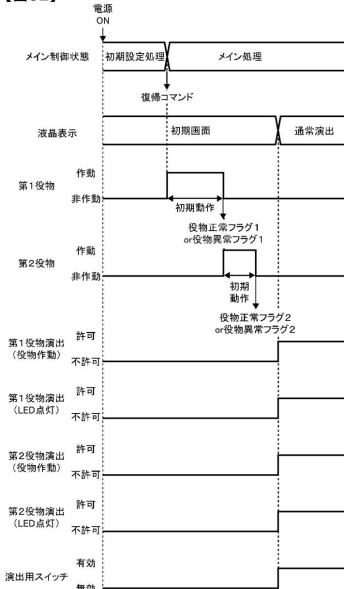 電源
ON
メイン制御状態
初期設定処理
メイン処理
復帰コマンド
液晶表示
初期画面
通常演出
第1役物
作動
非作動
初期動作
役物正常フラグ1
or役物異常フラグ1
第2役物
作動
非作動
初期
動作
役物正常フラグ2
or役物異常フラグ2
第1役物演出
(役物作動)
許可
不許可
第1役物演出
(LED点灯)
許可
不許可
第2役物演出
(役物作動)
許可
不許可
第2役物演出
(LED点灯)
許可
不許可
演出用スイッチ
有効